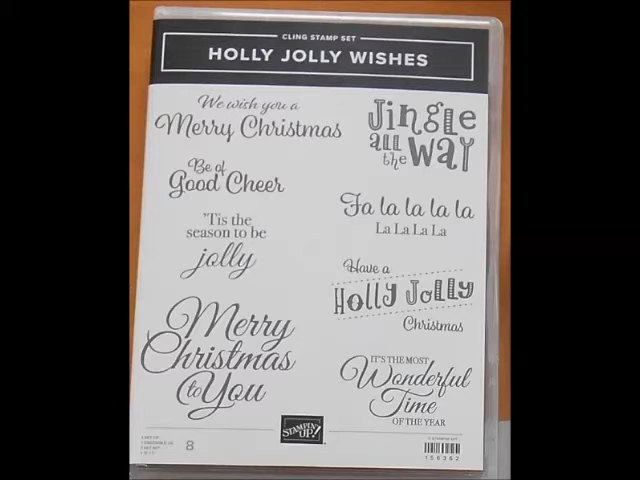 CLING STAMP SET
HOLLY JOLLY WISHES
We wish you a
Merry Christmas
Jingle
all the Way
Be of
Good Cheer
Fa la la la la
La La La La
'Tis the
season to be
jolly
Have a
Holly Jolly
Christmas
Merry
Christmas
to You
IT'S THE MOST
Wonderful
Time
OF THE YEAR
STAMPIN' UP!
8
156382